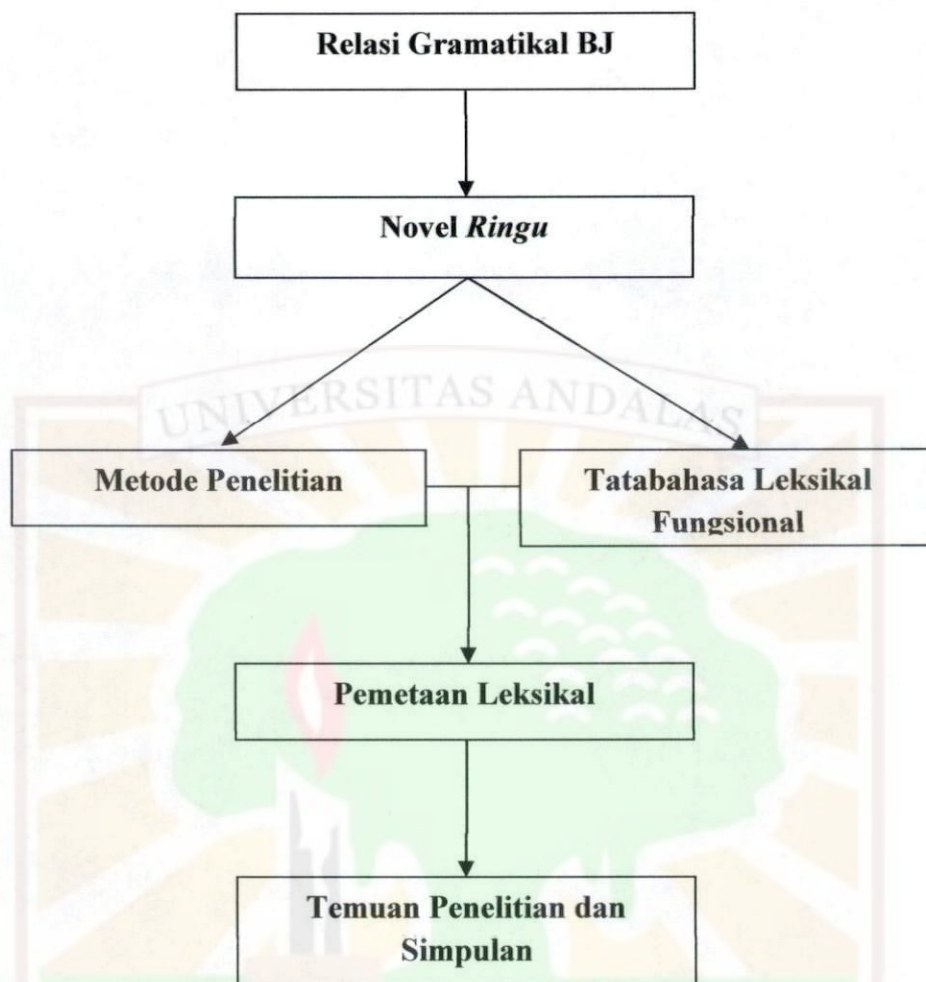 Relasi Gramatikal BJ
Novel Ringu
UNIVERSITAS ANDALAS
Metode Penelitian
Tatabahasa Leksikal
Fungsional
Pemetaan Leksikal
Temuan Penelitian dan
Simpulan